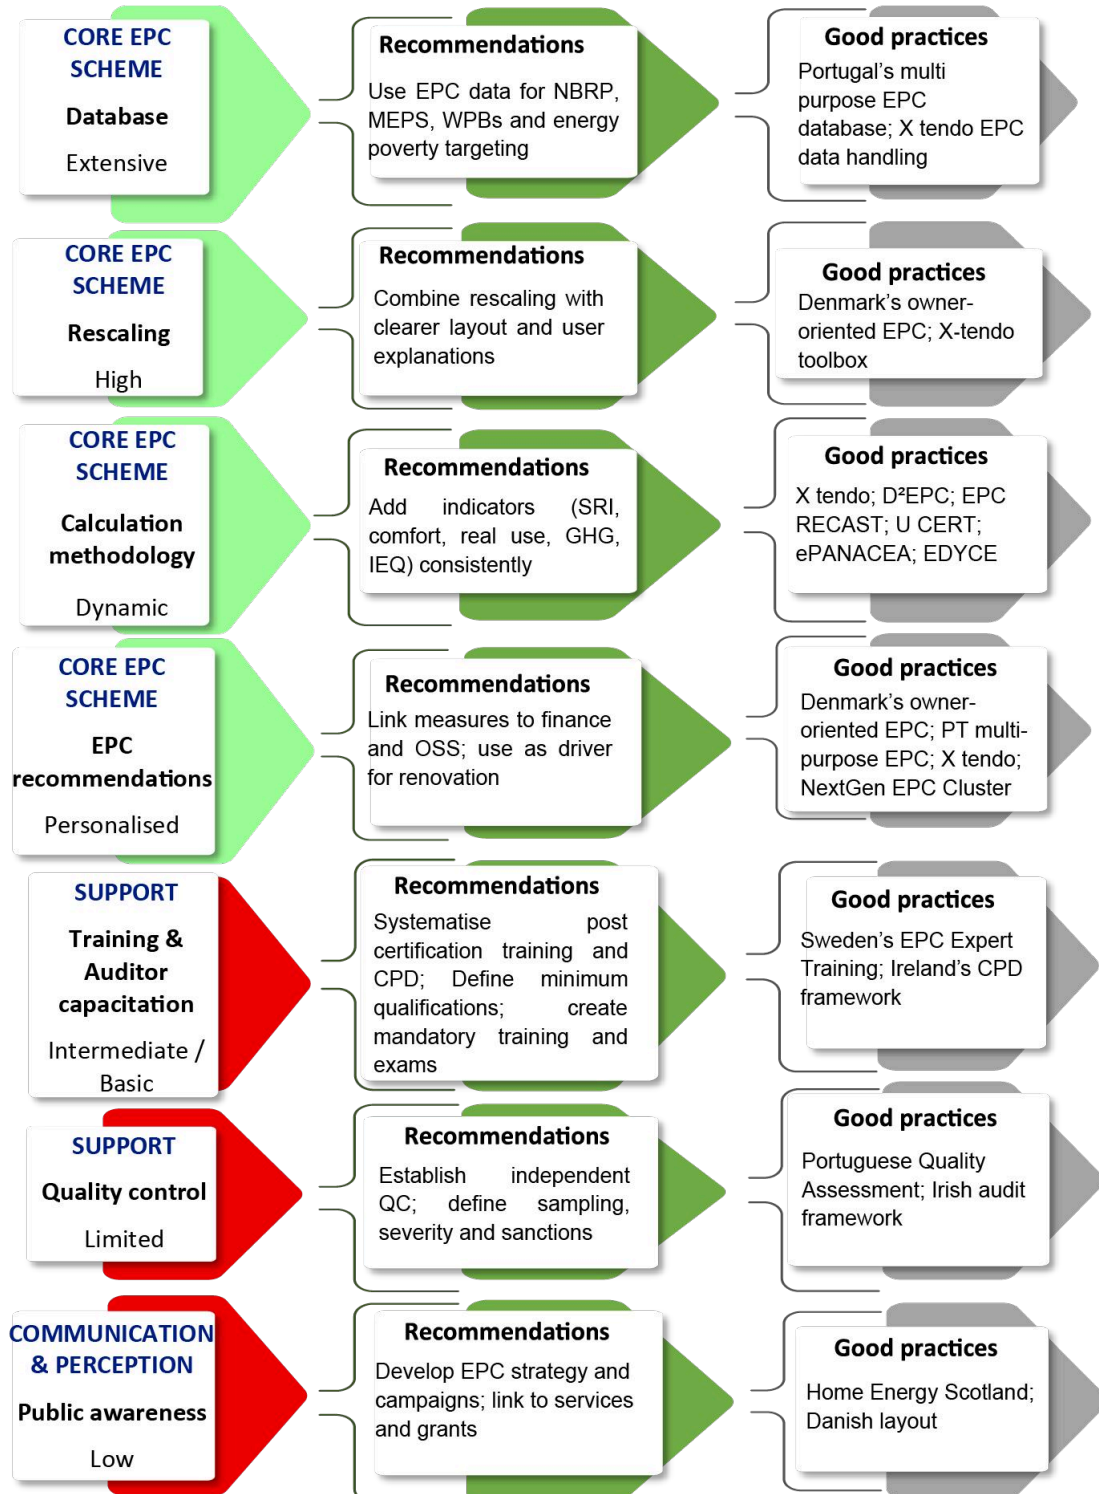 CORE EPC
SCHEME
Database
Extensive
Recommendations
Use EPC data for NBRP,
MEPS, WPBs and energy
poverty targeting
Good practices
Portugal's multi
purpose EPC
database; X tendo EPC
data handling
CORE EPC
SCHEME
Rescaling
High
Recommendations
Combine rescaling with
clearer layout and user
explanations
Good practices
Denmark's owner-
oriented EPC; X-tendo
toolbox
CORE EPC
SCHEME
Calculation
methodology
Dynamic
Recommendations
Add indicators (SRI,
comfort, real use, GHG,
IEQ) consistently
Good practices
X tendo; D²EPC; EPC
RECAST; U CERT;
ePANACEA; EDYCE
CORE EPC
SCHEME
EPC
recommendations
Personalised
Recommendations
Link measures to finance
and OSS; use as driver
for renovation
Good practices
Denmark's owner-
oriented EPC; PT multi-
purpose EPC; X tendo;
NextGen EPC Cluster
SUPPORT
Training &
Auditor
capacitation
Intermediate /
Basic
Recommendations
Systematise post
certification training and
CPD; Define minimum
qualifications; create
mandatory training and
exams
Good practices
Sweden's EPC Expert
Training; Ireland's CPD
framework
SUPPORT
Quality control
Limited
Recommendations
Establish independent
QC; define sampling,
severity and sanctions
Good practices
Portuguese Quality
Assessment; Irish audit
framework
COMMUNICATION
& PERCEPTION
Public awareness
Low
Recommendations
Develop EPC strategy and
campaigns; link to services
and grants
Good practices
Home Energy Scotland;
Danish layout